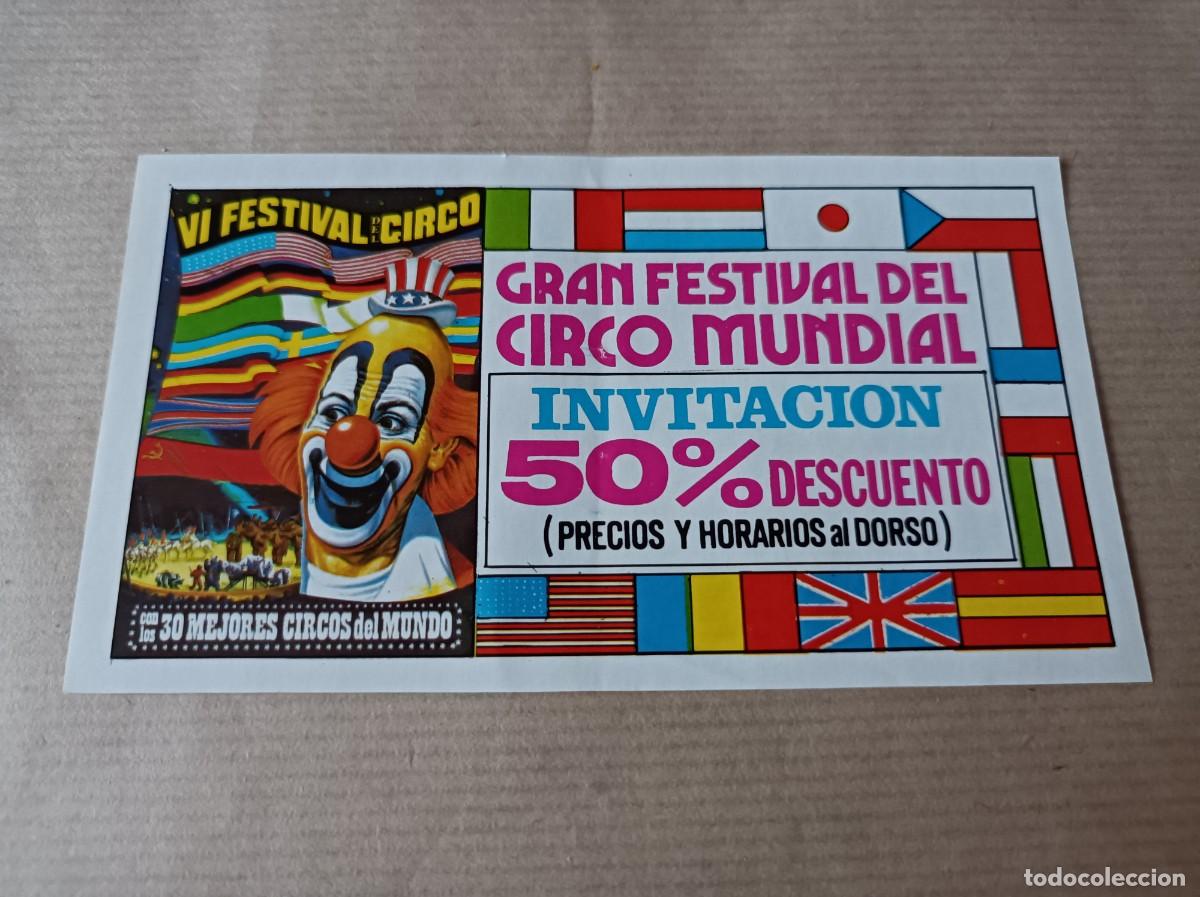 VI FESTIVAL DEL CIRCO
con los 30 MEJORES CIRCOS del MUNDO
GRAN FESTIVAL DEL
CIRCO MUNDIAL
INVITACION
50% DESCUENTO
(PRECIOS Y HORARIOS al DORSO)
todocoleccion